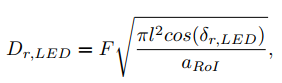 D_{r,LED} = F \sqrt{\frac{\pi l^2 cos(\delta_{r,LED})}{a_{RoI}}},